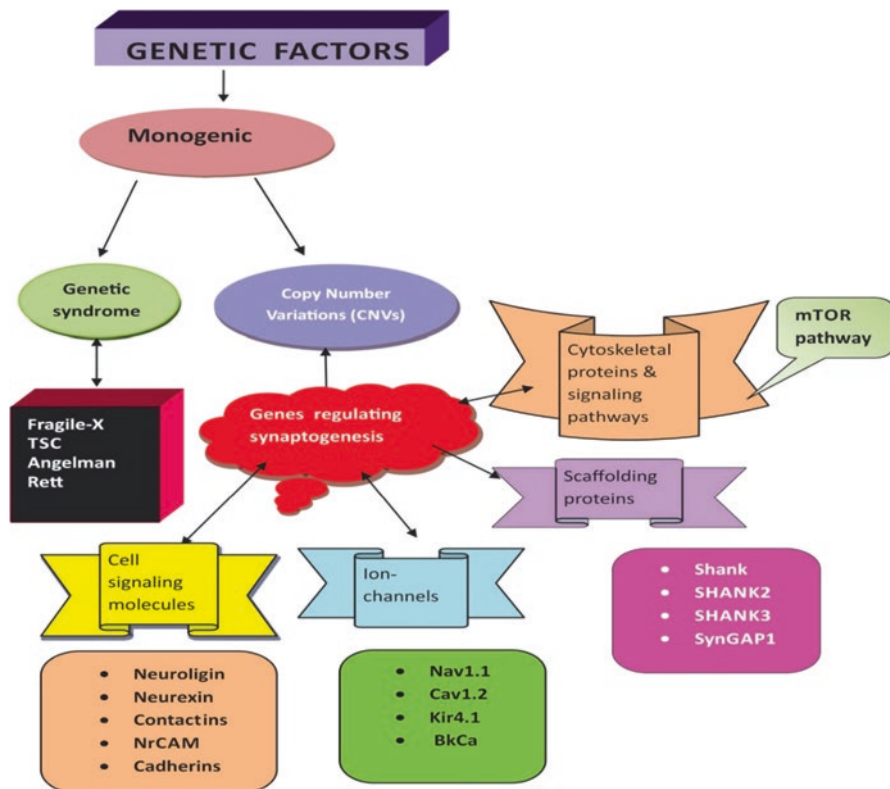 GENETIC FACTORS
Monogenic
Genetic
syndrome
Copy Number
Variations (CNVs)
mTOR
pathway
Cytoskeletal
proteins &
signaling
pathways
Fragile-X
TSC
Angelman
Rett
Genes regulating
synaptogenesis
Scaffolding
proteins
Cell
signaling
molecules
Ion-
channels
• Shank
• SHANK2
• SHANK3
• SynGAP1
• Neuroligin
• Neurexin
• Contactins
• NrCAM
• Cadherins
• Nav1.1
• Cav1.2
• Kir4.1
• BkCa